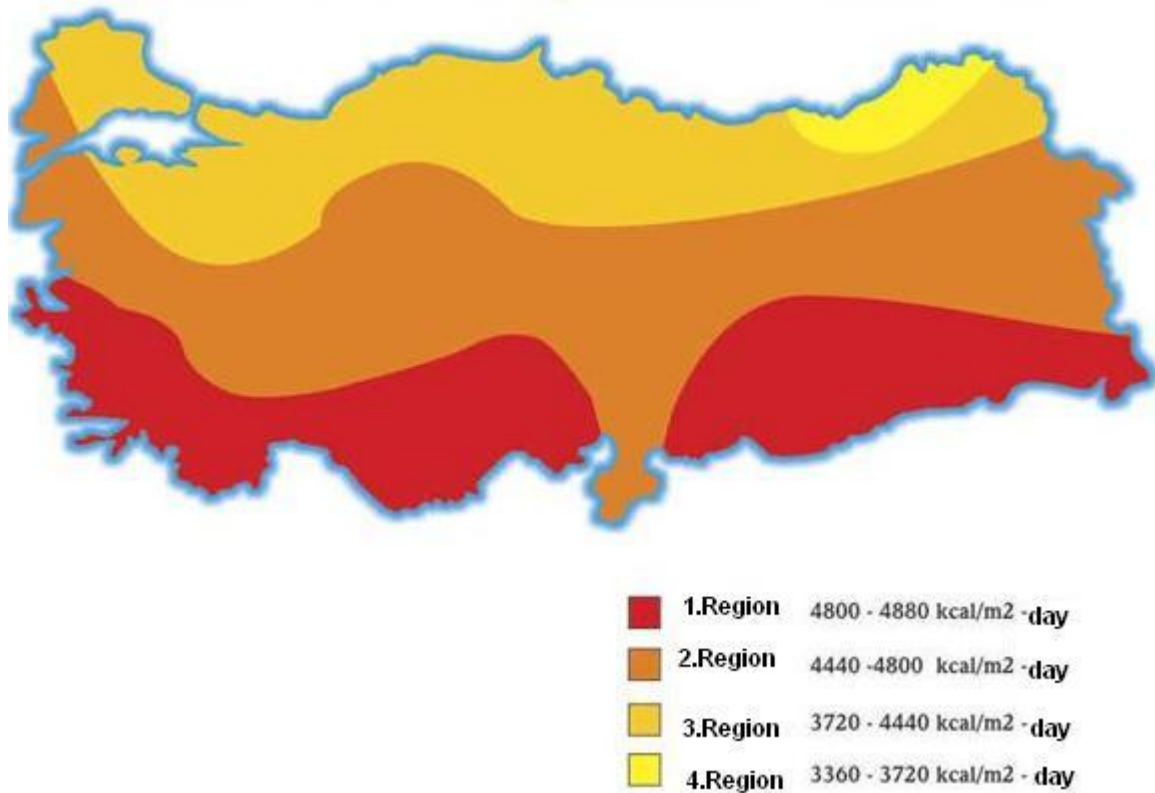 1.Region 4800 - 4880 kcal/m2 -day
2.Region 4440 -4800 kcal/m2 -day
3.Region 3720 - 4440 kcal/m2 -day
4.Region 3360 - 3720 kcal/m2 - day